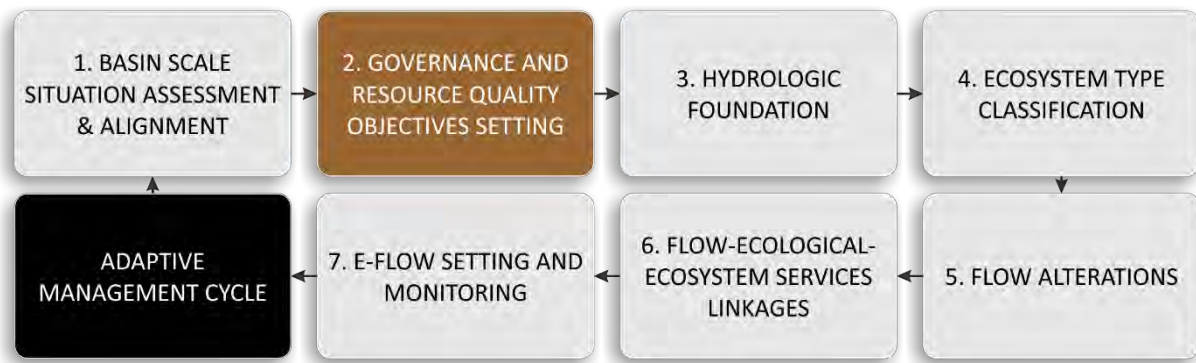 1. BASIN SCALE
SITUATION ASSESSMENT
& ALIGNMENT
2. GOVERNANCE AND
RESOURCE QUALITY
OBJECTIVES SETTING
3. HYDROLOGIC
FOUNDATION
4. ECOSYSTEM TYPE
CLASSIFICATION
ADAPTIVE
MANAGEMENT CYCLE
7. E-FLOW SETTING AND
MONITORING
6. FLOW-ECOLOGICAL-
ECOSYSTEM SERVICES
LINKAGES
5. FLOW ALTERATIONS